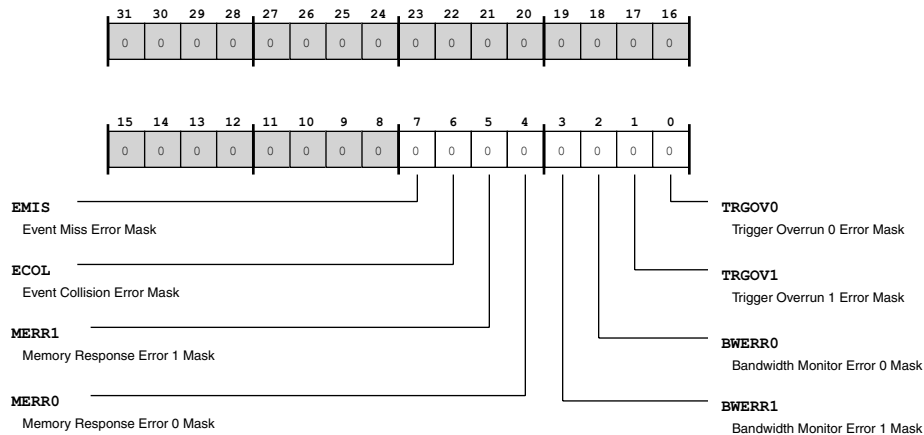 31 30 29 28 27 26 25 24 23 22 21 20 19 18 17 16
0 0 0 0 0 0 0 0 0 0 0 0 0 0 0 0
15 14 13 12 11 10 9 8 7 6 5 4 3 2 1 0
0 0 0 0 0 0 0 0 0 0 0 0 0 0 0 0
EMIS
Event Miss Error Mask
ECOL
Event Collision Error Mask
MERR1
Memory Response Error 1 Mask
MERR0
Memory Response Error 0 Mask
TRGOV0
Trigger Overrun 0 Error Mask
TRGOV1
Trigger Overrun 1 Error Mask
BWERR0
Bandwidth Monitor Error 0 Mask
BWERR1
Bandwidth Monitor Error 1 Mask